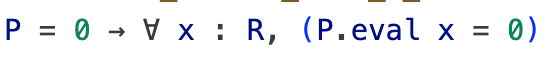 P = 0 → ∀ x : R, (P.eval x = 0)